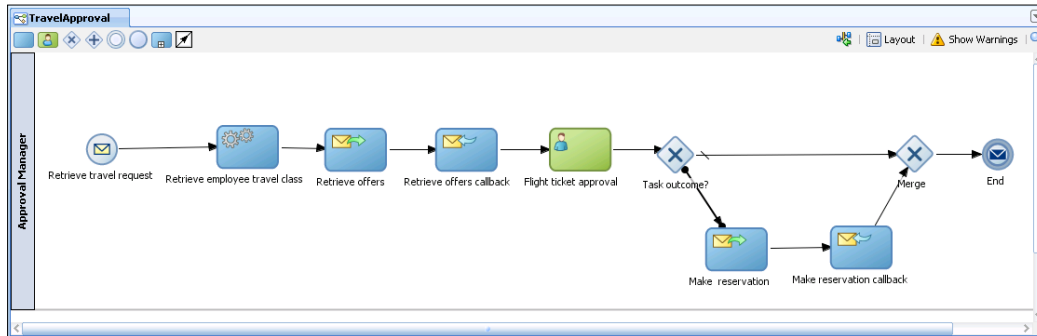 TravelApproval
Layout
Show Warnings
Approval Manager
Retrieve travel request
Retrieve employee travel class
Retrieve offers
Retrieve offers callback
Flight ticket approval
Task outcome?
Merge
End
Make reservation
Make reservation callback